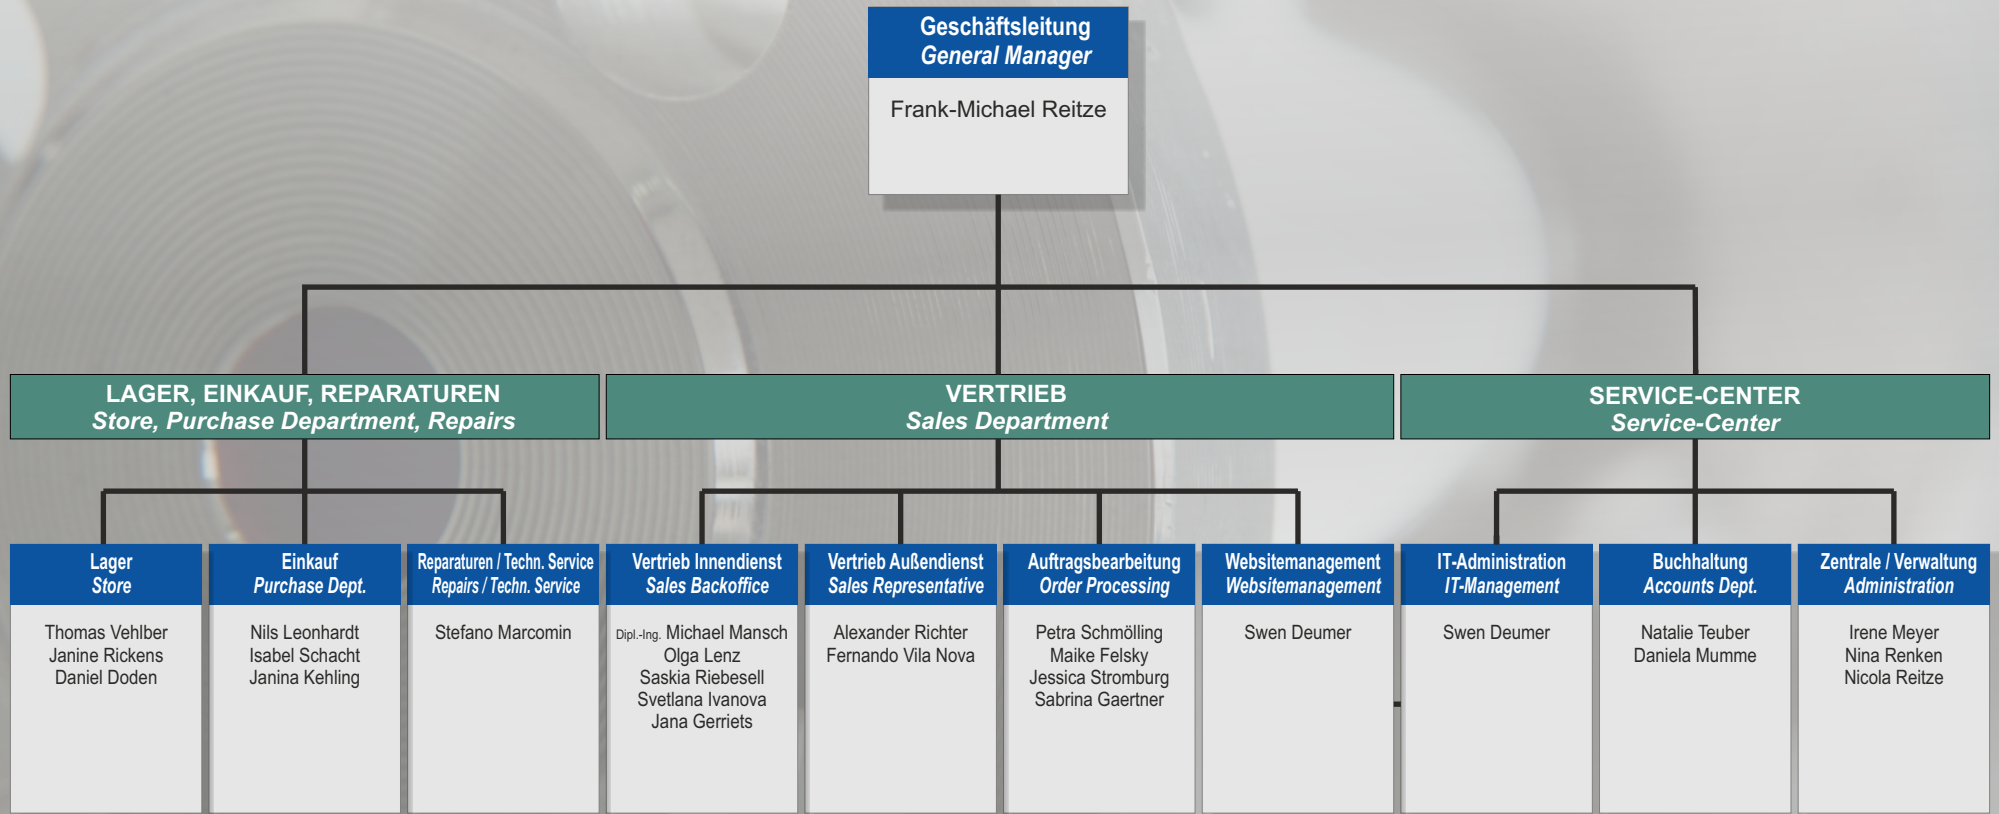 Geschäftsleitung
General Manager
Frank-Michael Reitze
LAGER, EINKAUF, REPARATUREN
Store, Purchase Department, Repairs
VERTRIEB
Sales Department
SERVICE-CENTER
Service-Center
Lager
Store
Thomas Vehlber
Janine Rickens
Daniel Doden
Einkauf
Purchase Dept.
Nils Leonhardt
Isabel Schacht
Janina Kehling
Reparaturen / Techn. Service
Repairs / Techn. Service
Stefano Marcomin
Vertrieb Innendienst
Sales Backoffice
Dipl.-Ing. Michael Mansch
Olga Lenz
Saskia Riebesell
Svetlana Ivanova
Jana Gerriets
Vertrieb Außendienst
Sales Representative
Alexander Richter
Fernando Vila Nova
Auftragsbearbeitung
Order Processing
Petra Schmölling
Maike Felsky
Jessica Stromburg
Sabrina Gaertner
Websitemanagement
Websitemanagement
Swen Deumer
IT-Administration
IT-Management
Swen Deumer
Buchhaltung
Accounts Dept.
Natalie Teuber
Daniela Mumme
Zentrale / Verwaltung
Administration
Irene Meyer
Nina Renken
Nicola Reitze